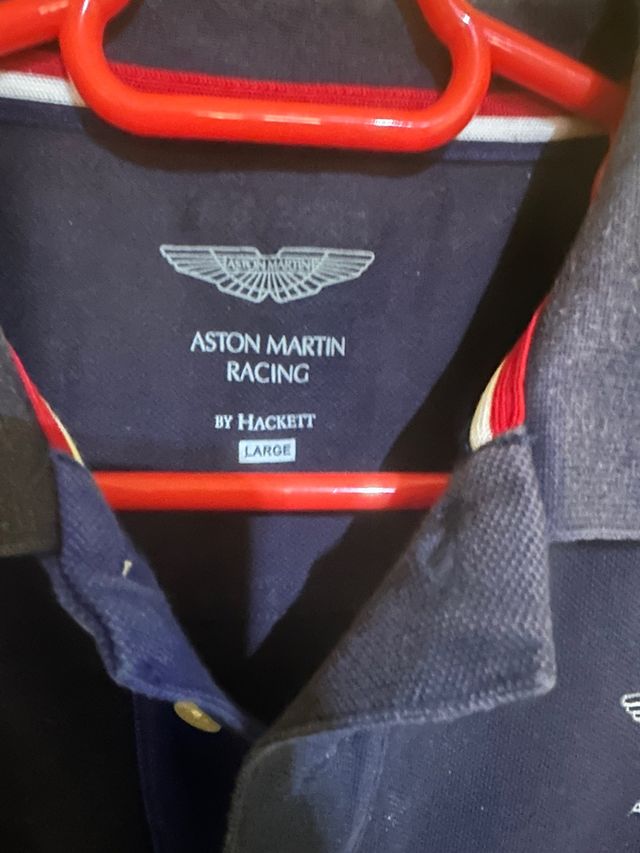 ASTON MARTIN
ASTON MARTIN
RACING
BY HACKETT
LARGE